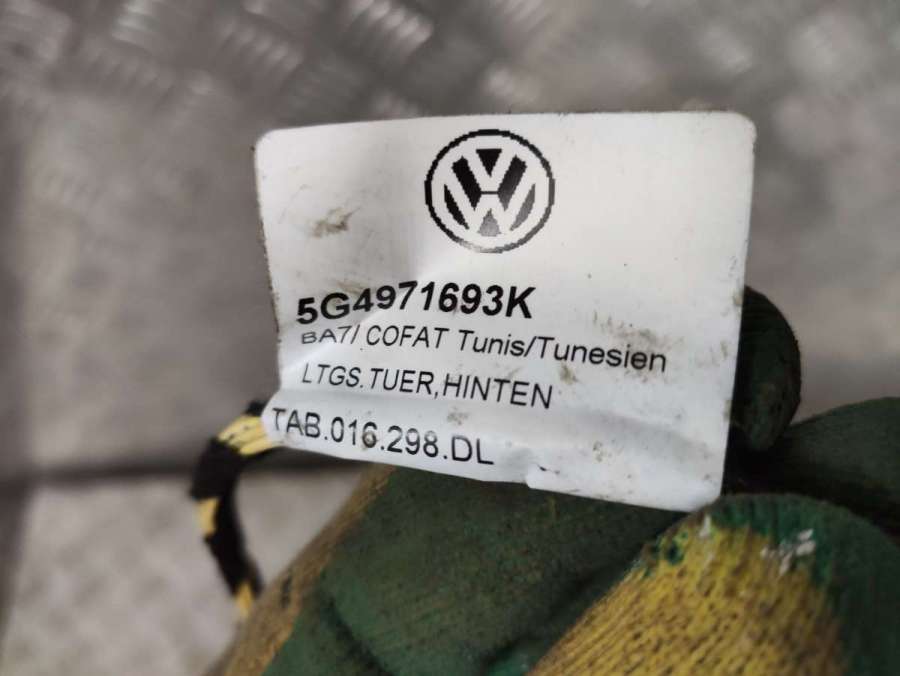 5G4971693K
BA7/ COFAT Tunis/Tunesien
LTGS.TUER,HINTEN
TAB.016.298.DL